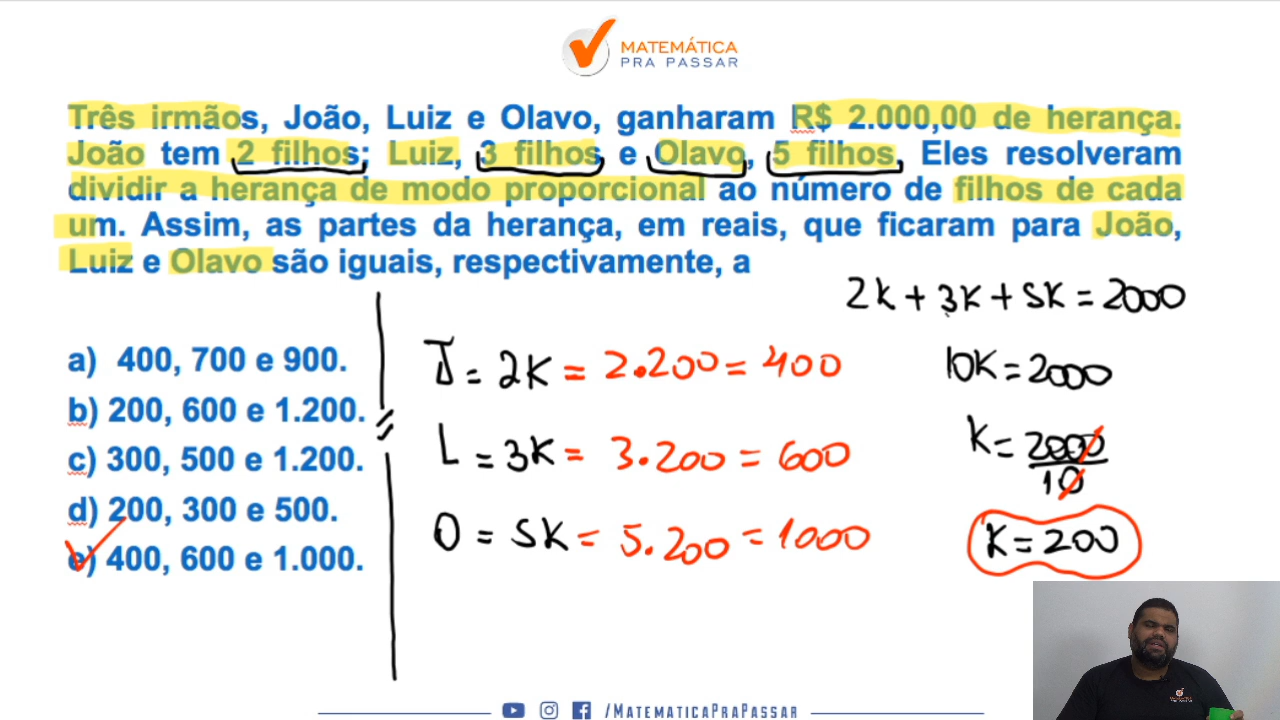 MATEMÁTICA
PRA PASSAR
Três irmãos, João, Luiz e Olavo, ganharam R$ 2.000,00 de herança.
João tem 2 filhos; Luiz, 3 filhos e Olavo, 5 filhos. Eles resolveram
dividir a herança de modo proporcional ao número de filhos de cada
um. Assim, as partes da herança, em reais, que ficaram para João,
Luiz e Olavo são iguais, respectivamente, a
2K + 3K + 5K = 2000
a) 400, 700 e 900.
b) 200, 600 e 1.200.
c) 300, 500 e 1.200.
d) 200, 300 e 500.
e) 400, 600 e 1.000.
J = 2K = 2.200 = 400
L = 3K = 3.200 = 600
O = 5K = 5.200 = 1000
10K = 2000
K = 2000
10
K = 200
/MATEMATICAPRAPASSAR